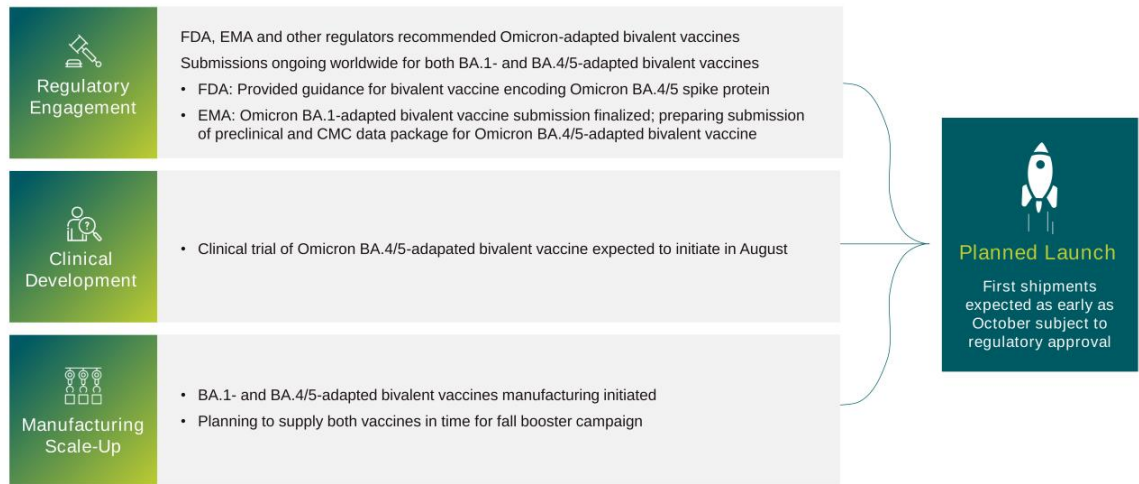 Regulatory
Engagement
FDA, EMA and other regulators recommended Omicron-adapted bivalent vaccines
Submissions ongoing worldwide for both BA.1- and BA.4/5-adapted bivalent vaccines
• FDA: Provided guidance for bivalent vaccine encoding Omicron BA.4/5 spike protein
• EMA: Omicron BA.1-adapted bivalent vaccine submission finalized; preparing submission
of preclinical and CMC data package for Omicron BA.4/5-adapted bivalent vaccine
Clinical
Development
• Clinical trial of Omicron BA.4/5-adapated bivalent vaccine expected to initiate in August
Manufacturing
Scale-Up
• BA.1- and BA.4/5-adapted bivalent vaccines manufacturing initiated
• Planning to supply both vaccines in time for fall booster campaign
Planned Launch
First shipments
expected as early as
October subject to
regulatory approval